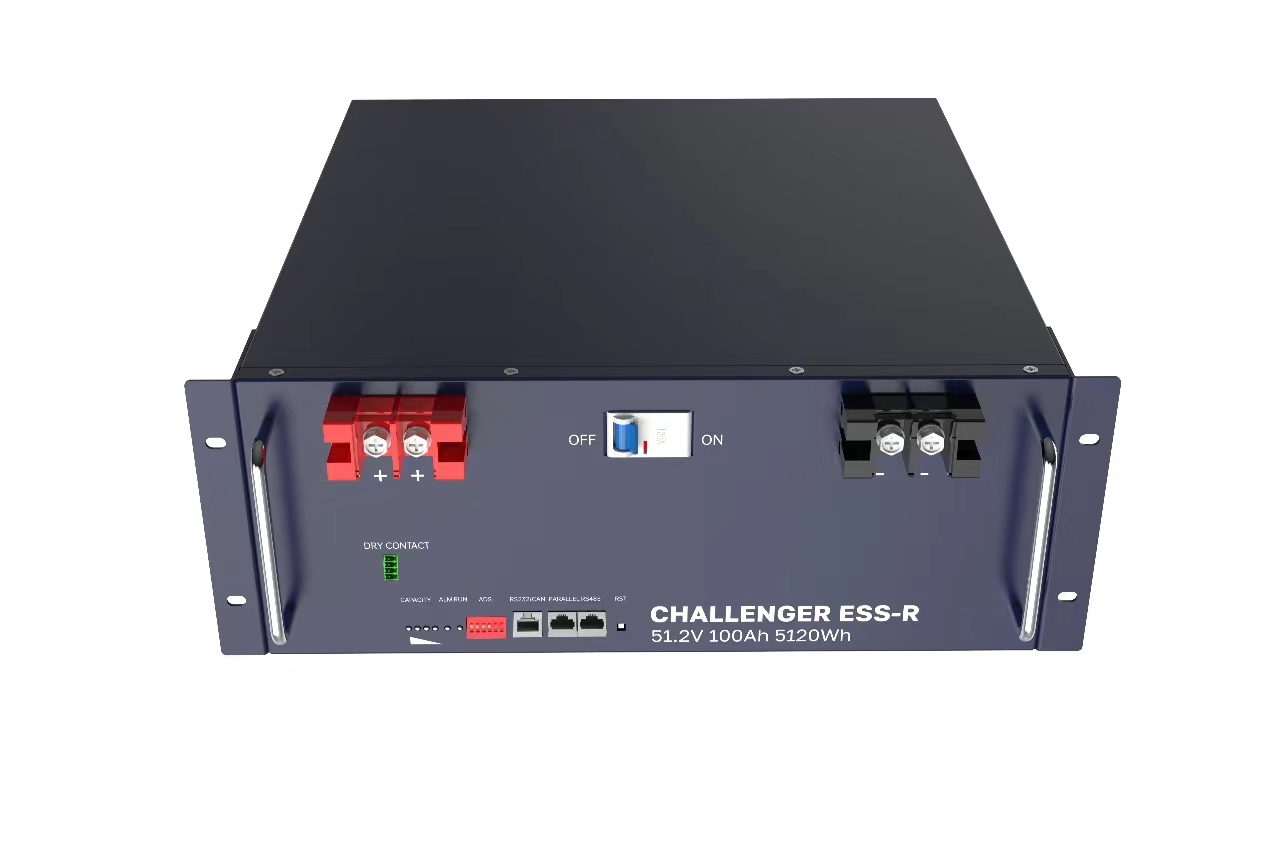 OFF
ON
+ +
- -
DRY CONTACT
CAPACITY ALM RUN ADS RS232/CAN PARALLEL RS485 RST
CHALLENGER ESS-R
51.2V 100Ah 5120Wh